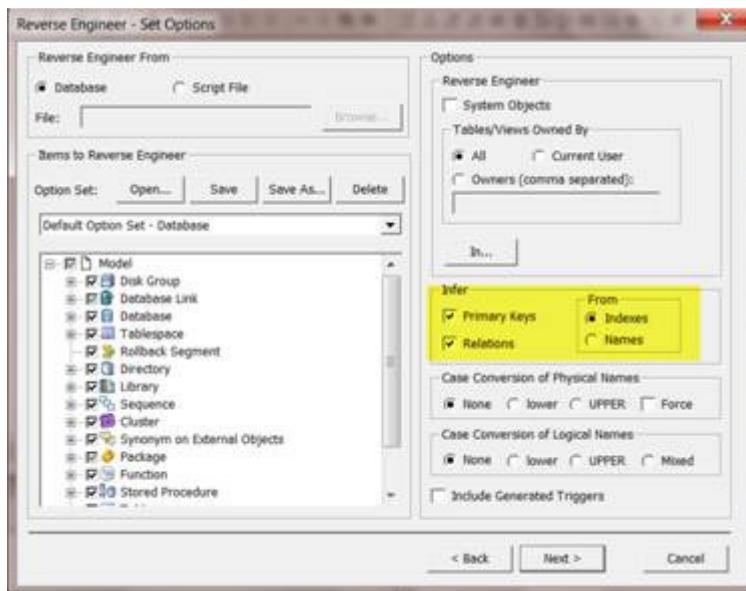 Reverse Engineer - Set Options
Reverse Engineer From
Database
Script File
File:
Browse...
Items to Reverse Engineer
Option Set:
Open...
Save
Save As...
Delete
Default Option Set - Database
Model
Disk Group
Database Link
Database
Tablespace
Rollback Segment
Directory
Library
Sequence
Cluster
Synonym on External Objects
Package
Function
Stored Procedure
Options
Reverse Engineer
System Objects
Tables/Views Owned By
All
Current User
Owners (comma separated):
In...
Infer
Primary Keys
Relations
From
Indexes
Names
Case Conversion of Physical Names
None
lower
UPPER
Force
Case Conversion of Logical Names
None
lower
UPPER
Mixed
Include Generated Triggers
< Back
Next >
Cancel